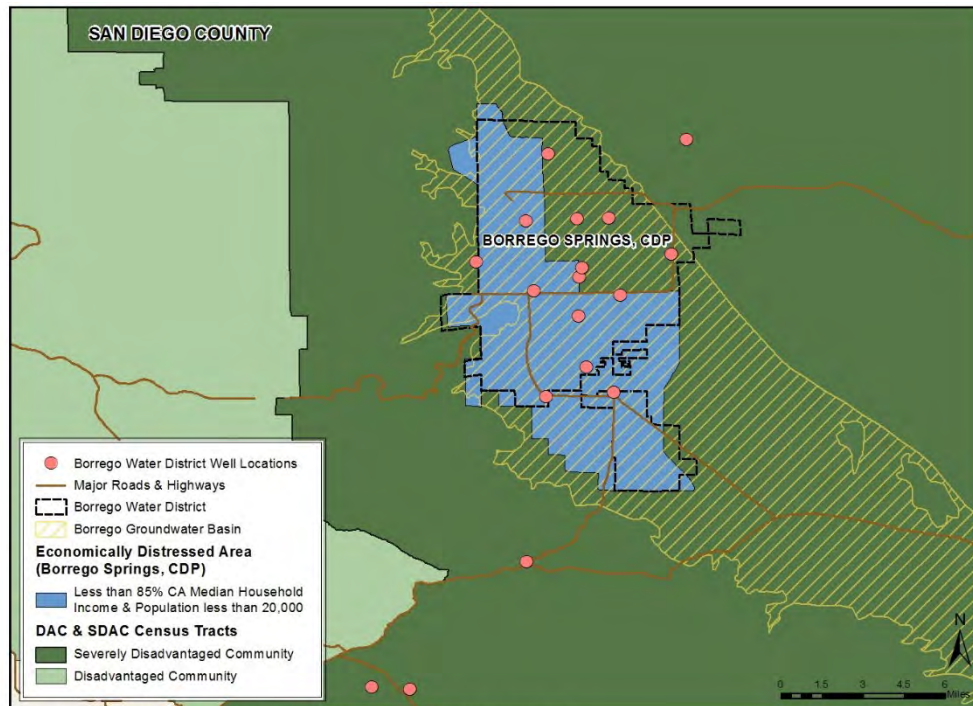 SAN DIEGO COUNTY
BORREGO SPRINGS, CDP
Borrego Water District Well Locations
Major Roads & Highways
Borrego Water District
Borrego Groundwater Basin
Economically Distressed Area
(Borrego Springs, CDP)
Less than 85% CA Median Household
Income & Population less than 20,000
DAC & SDAC Census Tracts
Severely Disadvantaged Community
Disadvantaged Community
N
0 1.5 3 4.5 6
Miles